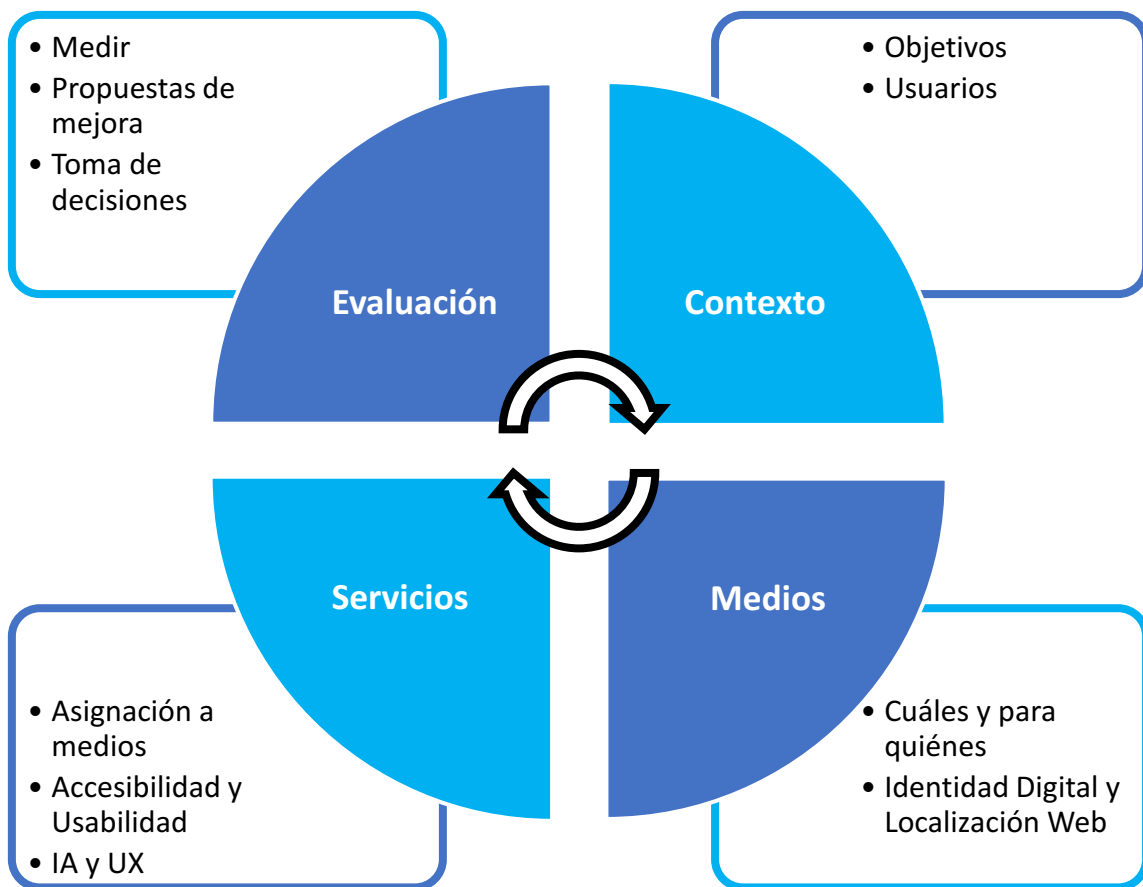 • Medir
• Propuestas de
mejora
• Toma de
decisiones
• Objetivos
• Usuarios
Evaluación
Contexto
Servicios
Medios
• Asignación a
medios
• Accesibilidad y
Usabilidad
• IA y UX
• Cuáles y para
quiénes
• Identidad Digital y
Localización Web